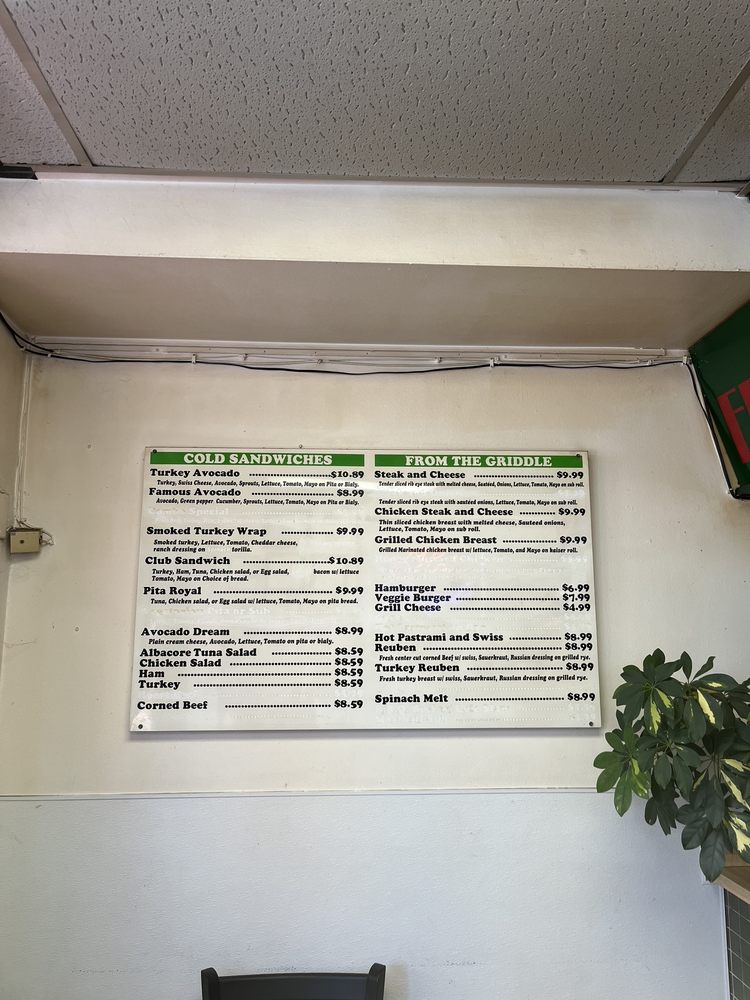 COLD SANDWICHES
Turkey Avocado $10.89
Turkey, Swiss Cheese, Avocado, Sprouts, Lettuce, Tomato, Mayo on Pita or Bialy.
Famous Avocado $8.99
Avocado, Green pepper Cucumber, Sprouts, Lettuce, Tomato, Mayo on Pita or Bialy.
Smoked Turkey Wrap $9.99
Smoked turkey, Lettuce, Tomato, Cheddar cheese,
ranch dressing on torilla.
Club Sandwich $10.89
Turkey, Ham, Tuna, Chicken salad, or Egg salad, bacon w/ lettuce
Tomato, Mayo on Choice of bread.
Pita Royal $9.99
Tuna, Chicken salad, or Egg salad w/ lettuce, Tomato, Mayo on pita bread.
Avocado Dream $8.99
Plain cream cheese, Avocado, Lettuce, Tomato on pita or bialy.
Albacore Tuna Salad $8.59
Chicken Salad $8.59
Ham $8.59
Turkey $8.59
Corned Beef $8.59
FROM THE GRIDDLE
Steak and Cheese $9.99
Tender sliced rib eye steak with melted cheese, Sautéed, Onions, Lettuce, Tomato, Mayo on sub roll.
Tender sliced rib eye steak with sauteed onions, Lettuce, Tomato, Mayo on sub roll.
Chicken Steak and Cheese $9.99
Thin sliced chicken breast with melted cheese, Sauteed onions,
Lettuce, Tomato, Mayo on sub roll.
Grilled Chicken Breast $9.99
Grilled Marinated chicken breast w/ lettuce, Tomato, and Mayo on kaiser roll.
Hamburger $6.99
Veggie Burger $7.99
Grill Cheese $4.99
Hot Pastrami and Swiss $8.99
Reuben $8.99
Fresh center cut corned Beef w/ swiss, Sauerkraut, Russian dressing on grilled rye.
Turkey Reuben $8.99
Fresh turkey breast w/ swiss, Sauerkraut, Russian dressing on grilled rye.
Spinach Melt $8.99